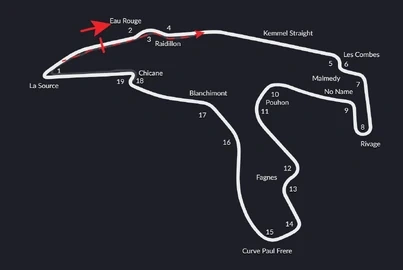 Eau Rouge
2
4
3
Raidillon
Kemmel Straight
Les Combes
5
6
1
Chicane
Malmedy
7
La Source
19
18
No Name
Blanchimont
10
Pouhon
9
11
17
8
16
Rivage
12
Fagnes
13
14
15
Curve Paul Frere